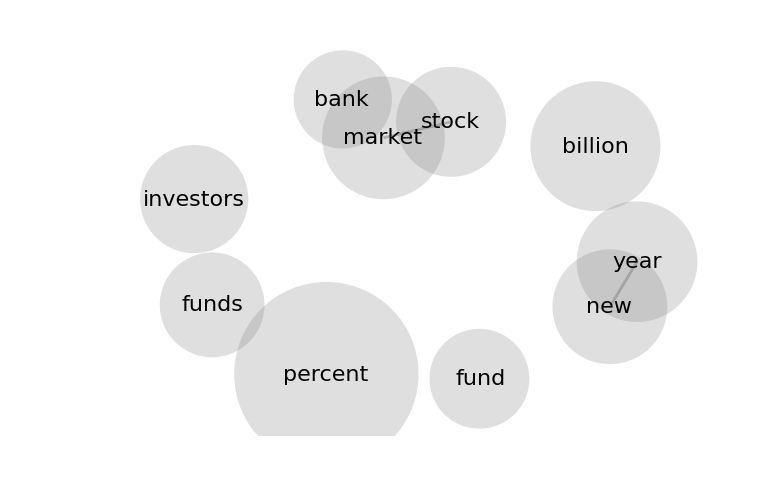 bank
stock
market
billion
investors
year
funds
new
percent
fund